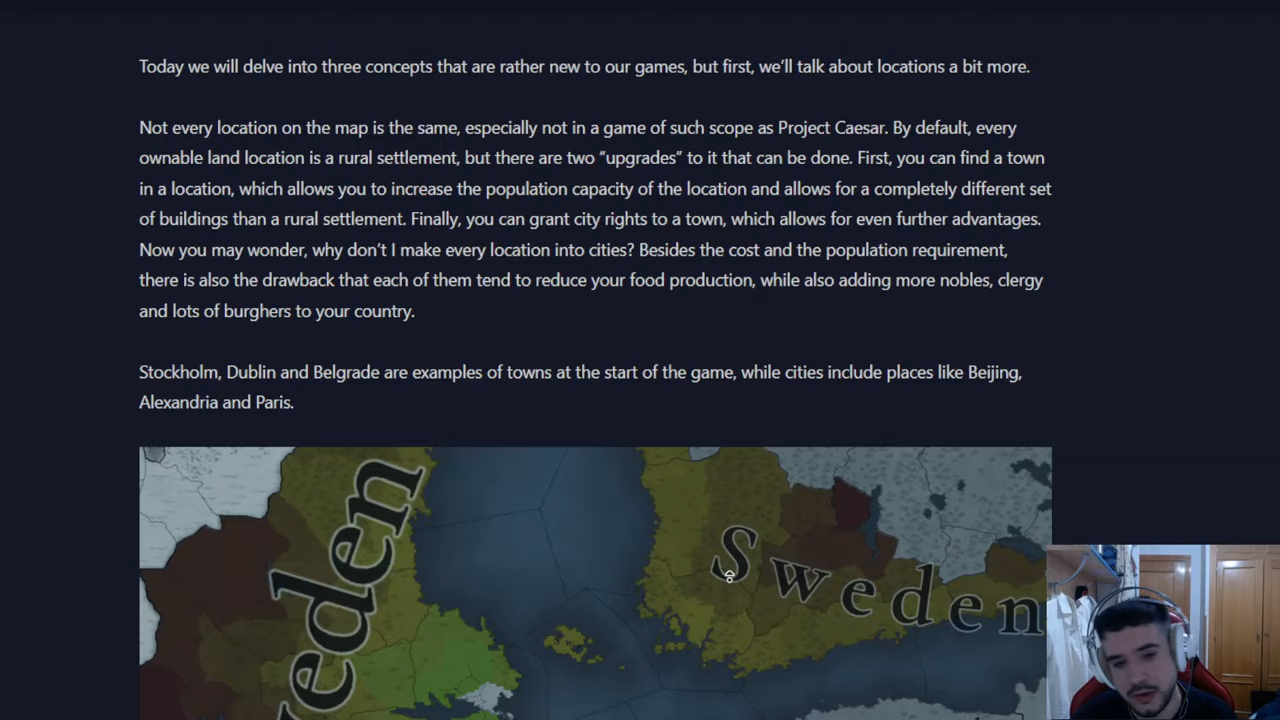 Today we will delve into three concepts that are rather new to our games, but first, we’ll talk about locations a bit more.
Not every location on the map is the same, especially not in a game of such scope as Project Caesar. By default, every
ownable land location is a rural settlement, but there are two “upgrades” to it that can be done. First, you can find a town
in a location, which allows you to increase the population capacity of the location and allows for a completely different set
of buildings than a rural settlement. Finally, you can grant city rights to a town, which allows for even further advantages.
Now you may wonder, why don’t I make every location into cities? Besides the cost and the population requirement,
there is also the drawback that each of them tend to reduce your food production, while also adding more nobles, clergy
and lots of burghers to your country.
Stockholm, Dublin and Belgrade are examples of towns at the start of the game, while cities include places like Beijing,
Alexandria and Paris.
weden
Sweden